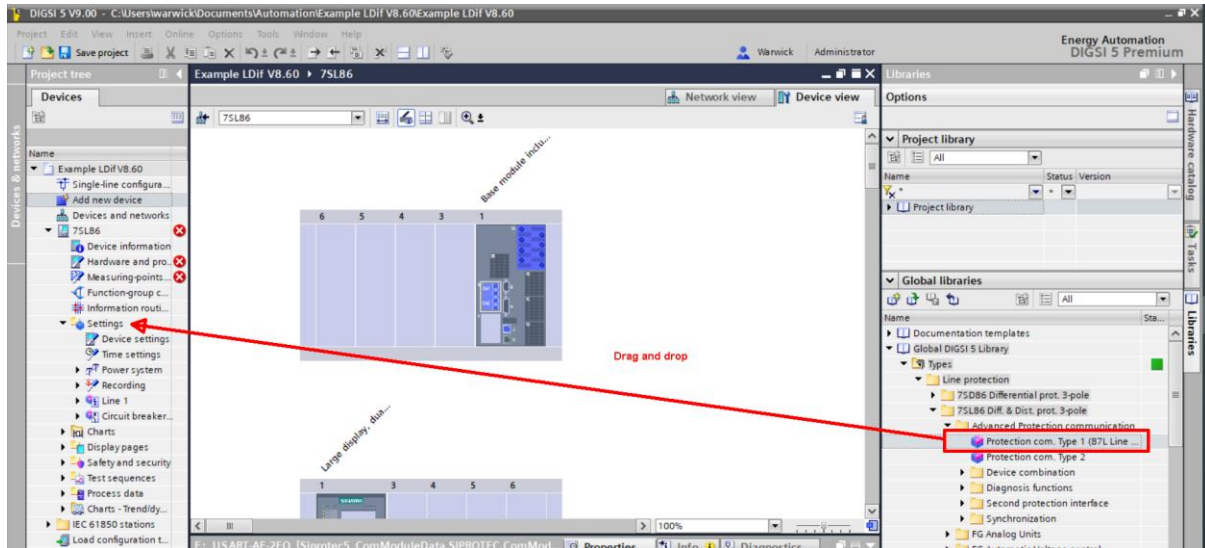 DIGSI 5 V9.00 - C:\Users\warwick\Documents\Automation\Example LDif V8.60\Example LDif V8.60
Project Edit View Insert Online Options Tools Window Help
Save project
Warwick Administrator
Energy Automation
DIGSI 5 Premium
Project tree
Example LDif V8.60 7SL86
Libraries
Devices
Network view Device view
Options
7SL86
Devices & networks
Name
Example LDif V8.60
Single-line configura...
Add new device
Devices and networks
7SL86
Device information
Hardware and pro...
Measuring-points...
Function-group c...
Information routi...
Settings
Device settings
Time settings
Power system
Recording
Line 1
Circuit breaker...
Charts
Display pages
Safety and security
Test sequences
Process data
Charts - Trend/dy...
IEC 61850 stations
Load configuration t...
Base module inclu...
6 5 4 3 1
Drag and drop
Large display, dua...
1 3 4 5 6
SIEMENS
100%
Properties Info Diagnostics
Project library
All
Name Status Version
Project library
Global libraries
All
Name Sta...
Documentation templates
Global DIGSI 5 Library
Types
Line protection
7SD86 Differential prot. 3-pole
7SL86 Diff. & Dist. prot. 3-pole
Advanced Protection communication
Protection com. Type 1 (87L Line ...
Protection com. Type 2
Device combination
Diagnosis functions
Second protection interface
Synchronization
FG Analog Units
Hardware catalog
Tasks
Libraries